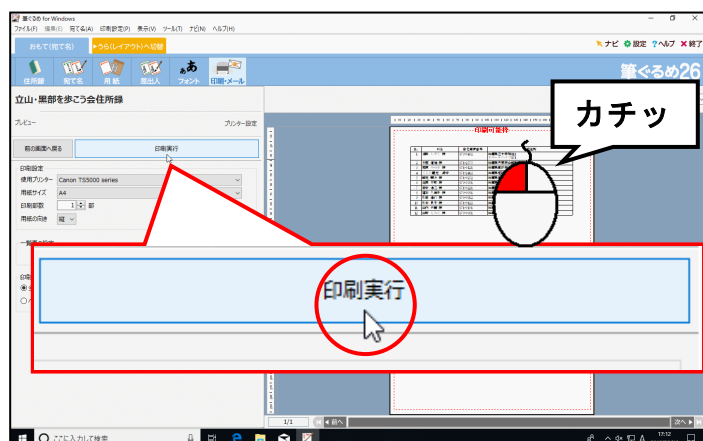 筆ぐるめ for Windows
ファイル(F) 編集(E) 宛て名(A) 印刷設定(P) 表示(V) ツール(T) ナビ(N) ヘルプ(H)
おもて(宛て名) ▶うら(レイアウト)へ切替
ナビ 設定 ?ヘルプ ×終了
住所録 宛て名 用紙 差出人 フォント 印刷・メール
筆ぐるめ26
立山・黒部を歩こう会住所録
カチッ
プレビュー プリンター設定
印刷可能枠
前の画面へ戻る 印刷実行
印刷設定
使用プリンター Canon TS5000 series
用紙サイズ A4
印刷部数 1 部
用紙の向き 縦
印刷実行
1/1 前へ 次へ
ここに入力して検索
17:12